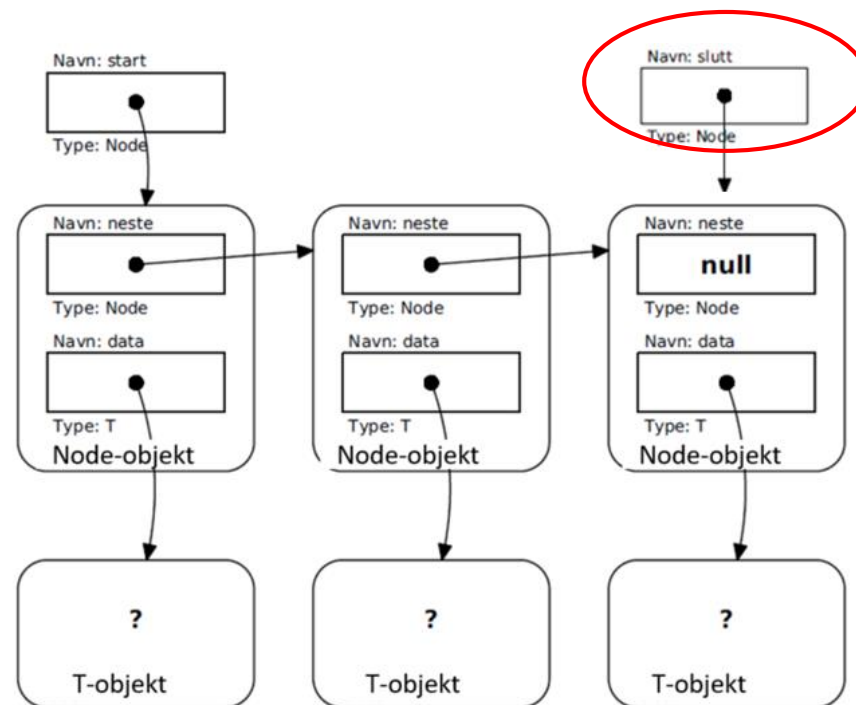 Navn: start
Type: Node
Navn: slutt
Type: Node
Navn: neste
Type: Node
Navn: data
Type: T
Node-objekt
Navn: neste
Type: Node
Navn: data
Type: T
Node-objekt
Navn: neste
null
Type: Node
Navn: data
Type: T
Node-objekt
?
T-objekt
?
T-objekt
?
T-objekt